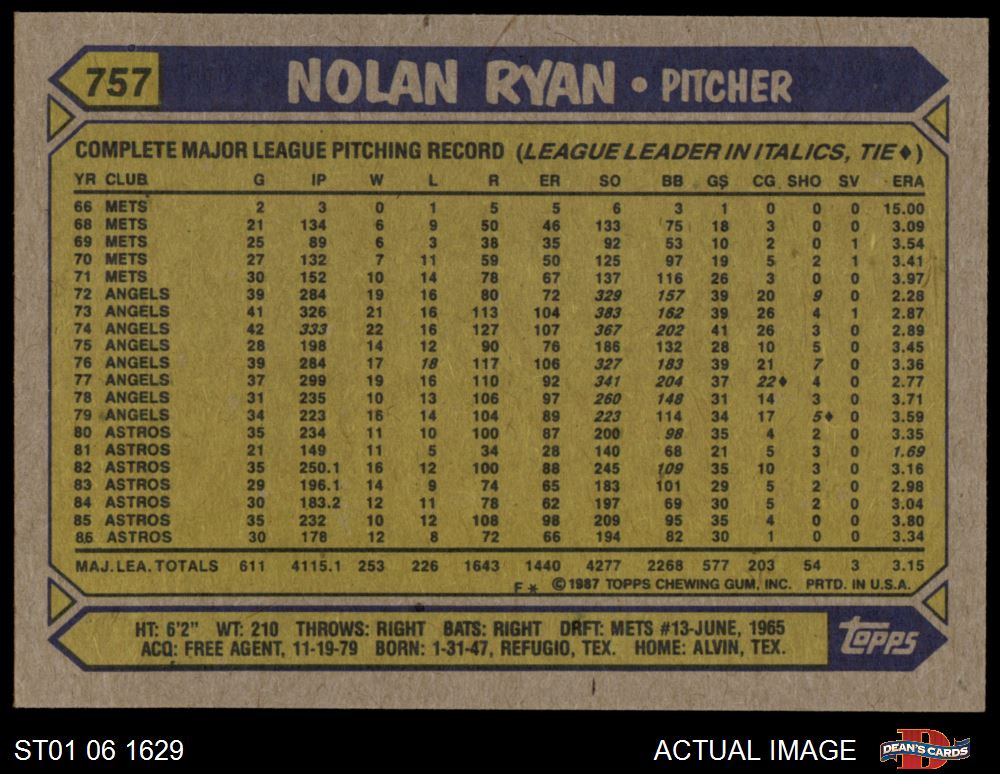 757 NOLAN RYAN • PITCHER
COMPLETE MAJOR LEAGUE PITCHING RECORD (LEAGUE LEADER IN ITALICS, TIE♦)
YR CLUB G IP W L R ER SO BB GS CG SHO SV ERA
66 METS 2 3 0 1 5 5 6 3 1 0 0 0 15.00
68 METS 21 134 6 9 50 46 133 75 18 3 0 0 3.09
69 METS 25 89 6 3 38 35 92 53 10 2 0 1 3.54
70 METS 27 132 7 11 59 50 125 97 19 5 2 1 3.41
71 METS 30 152 10 14 78 67 137 116 26 3 0 0 3.97
72 ANGELS 39 284 19 16 80 72 329 157 39 20 9 0 2.28
73 ANGELS 41 326 21 16 113 104 383 162 39 26 4 1 2.87
74 ANGELS 42 333 22 16 127 107 367 202 41 26 3 0 2.89
75 ANGELS 28 198 14 12 90 76 186 132 28 10 5 0 3.45
76 ANGELS 39 284 17 18 117 106 327 183 39 21 7 0 3.36
77 ANGELS 37 299 19 16 110 92 341 204 37 22♦ 4 0 2.77
78 ANGELS 31 235 10 13 106 97 260 148 31 14 3 0 3.71
79 ANGELS 34 223 16 14 104 89 223 114 34 17 5♦ 0 3.59
80 ASTROS 35 234 11 10 100 87 200 98 35 4 2 0 3.35
81 ASTROS 21 149 11 5 34 28 140 68 21 5 3 0 1.69
82 ASTROS 35 250.1 16 12 100 88 245 109 35 10 3 0 3.16
83 ASTROS 29 196.1 14 9 74 65 183 101 29 5 2 0 2.98
84 ASTROS 30 183.2 12 11 78 62 197 69 30 5 2 0 3.04
85 ASTROS 35 232 10 12 108 98 209 95 35 4 0 0 3.80
86 ASTROS 30 178 12 8 72 66 194 82 30 1 0 0 3.34
MAJ. LEA. TOTALS 611 4115.1 253 226 1643 1440 4277 2268 577 203 54 3 3.15
F* ©1987 TOPPS CHEWING GUM, INC. PRTD. IN U.S.A.
HT: 6'2" WT: 210 THROWS: RIGHT BATS: RIGHT DRFT: METS #13-JUNE, 1965
ACQ: FREE AGENT, 11-19-79 BORN: 1-31-47, REFUGIO, TEX. HOME: ALVIN, TEX.
TOPPS
ST01 06 1629 ACTUAL IMAGE DEAN'S CARDS